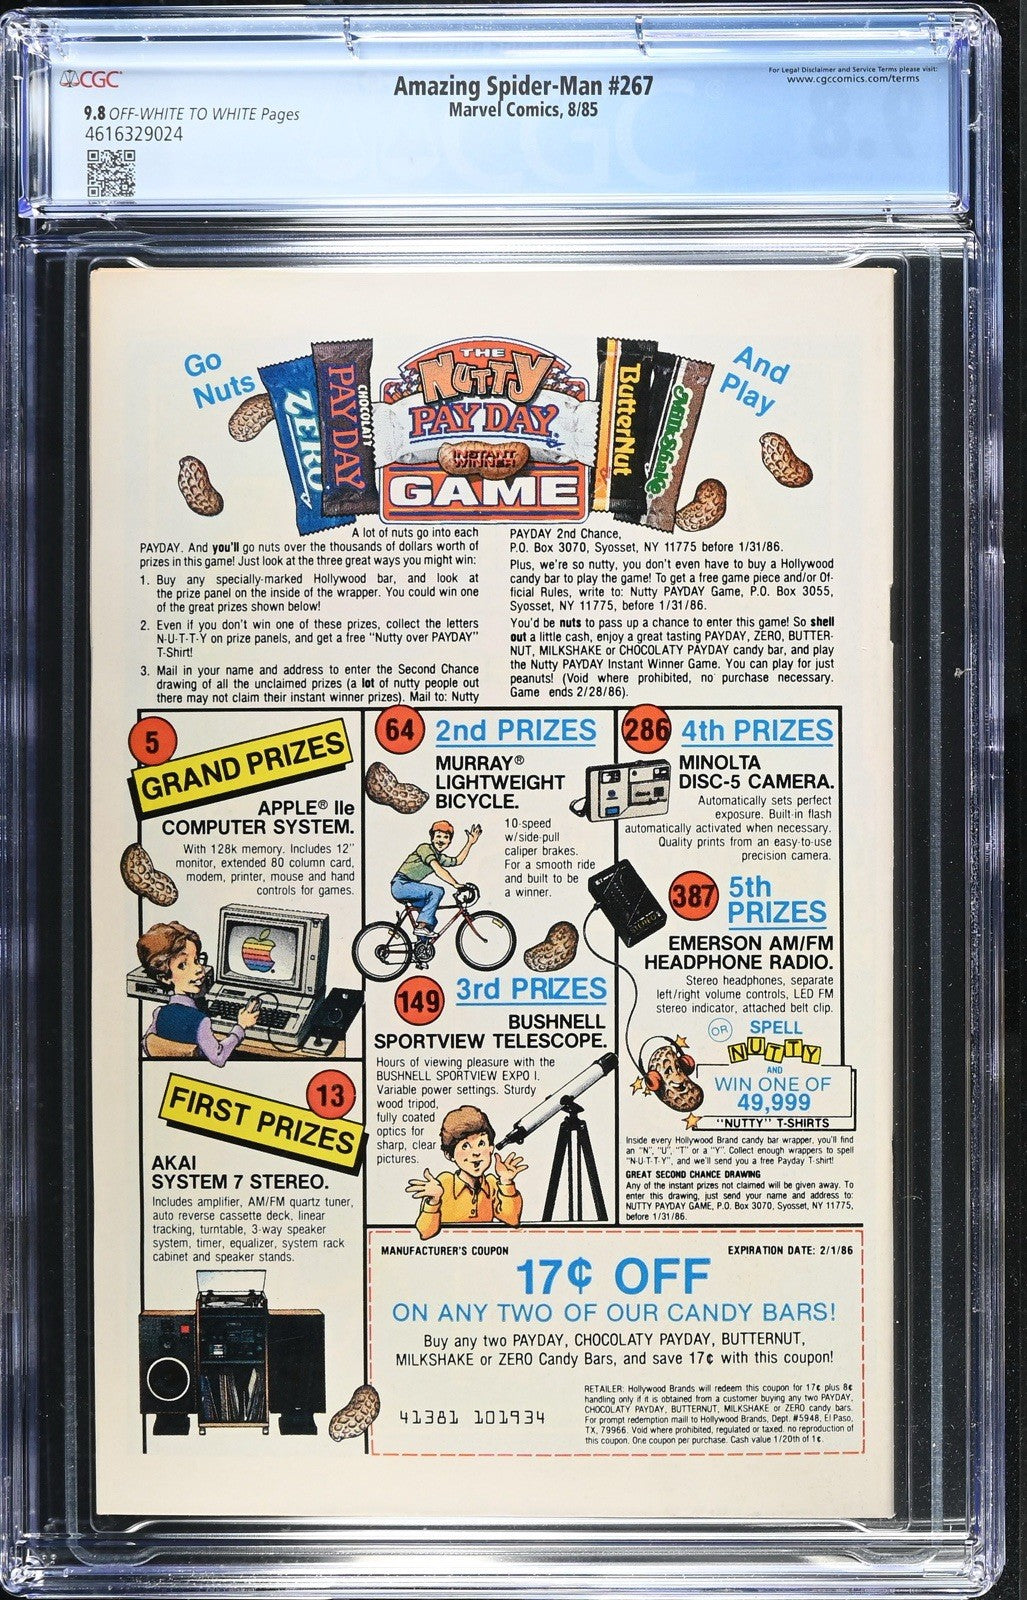 CGC
9.8 OFF-WHITE TO WHITE Pages
4616329024
Amazing Spider-Man #267
Marvel Comics, 8/85
For Legal Disclaimer and Service Terms please visit:
www.cgccomics.com/terms
Go
Nuts
ZERO
CHOCOLATY
PAY DAY
THE
NUTTY
PAY DAY
INSTANT
WINNER
GAME
ButterNut
Milk-Shake
And
Play
A lot of nuts go into each
PAYDAY. And you'll go nuts over the thousands of dollars worth of
prizes in this game! Just look at the three great ways you might win:
1. Buy any specially-marked Hollywood bar, and look at
the prize panel on the inside of the wrapper. You could win one
of the great prizes shown below!
2. Even if you don't win one of these prizes, collect the letters
N-U-T-T-Y on prize panels, and get a free "Nutty over PAYDAY"
T-Shirt!
3. Mail in your name and address to enter the Second Chance
drawing of all the unclaimed prizes (a lot of nutty people out
there may not claim their instant winner prizes). Mail to: Nutty
PAYDAY 2nd Chance,
P.O. Box 3070, Syosset, NY 11775 before 1/31/86.
Plus, we're so nutty, you don't even have to buy a Hollywood
candy bar to play the game! To get a free game piece and/or Of-
ficial Rules, write to: Nutty PAYDAY Game, P.O. Box 3055,
Syosset, NY 11775, before 1/31/86.
You'd be nuts to pass up a chance to enter this game! So shell
out a little cash, enjoy a great tasting PAYDAY, ZERO, BUTTER-
NUT, MILKSHAKE or CHOCOLATY PAYDAY candy bar, and play
the Nutty PAYDAY Instant Winner Game. You can play for just
peanuts! (Void where prohibited, no purchase necessary.
Game ends 2/28/86).
5
GRAND PRIZES
APPLE® IIe
COMPUTER SYSTEM.
With 128k memory. Includes 12"
monitor, extended 80 column card,
modem, printer, mouse and hand
controls for games.
13
FIRST PRIZES
AKAI
SYSTEM 7 STEREO.
Includes amplifier, AM/FM quartz tuner,
auto reverse cassette deck, linear
tracking, turntable, 3-way speaker
system, timer, equalizer, system rack
cabinet and speaker stands.
64
2nd PRIZES
MURRAY®
LIGHTWEIGHT
BICYCLE.
10-speed
w/side-pull
caliper brakes.
For a smooth ride
and built to be
a winner.
149
3rd PRIZES
BUSHNELL
SPORTVIEW TELESCOPE.
Hours of viewing pleasure with the
BUSHNELL SPORTVIEW EXPO I.
Variable power settings. Sturdy
wood tripod,
fully coated
optics for
sharp, clear
pictures.
286
4th PRIZES
MINOLTA
DISC-5 CAMERA.
Automatically sets perfect
exposure. Built-in flash
automatically activated when necessary.
Quality prints from an easy-to-use
precision camera.
387
5th
PRIZES
EMERSON AM/FM
HEADPHONE RADIO.
Stereo headphones, separate
left/right volume controls, LED FM
stereo indicator, attached belt clip.
OR
SPELL
NUTTY
AND
WIN ONE OF
49,999
"NUTTY" T-SHIRTS
Inside every Hollywood Brand candy bar wrapper, you'll find
an "N", "U", "T" or a "Y". Collect enough wrappers to spell
"N-U-T-T-Y", and we'll send you a free Payday T-shirt!
GREAT SECOND CHANCE DRAWING
Any of the instant prizes not claimed will be given away. To
enter this drawing, just send your name and address to:
NUTTY PAYDAY GAME, P.O. Box 3070, Syosset, NY 11775,
before 1/31/86.
MANUFACTURER'S COUPON
EXPIRATION DATE: 2/1/86
17¢ OFF
ON ANY TWO OF OUR CANDY BARS!
Buy any two PAYDAY, CHOCOLATY PAYDAY, BUTTERNUT,
MILKSHAKE or ZERO Candy Bars, and save 17¢ with this coupon!
41381 101934
RETAILER: Hollywood Brands will redeem this coupon for 17¢ plus 8¢
handling only if it is obtained from a customer buying any two PAYDAY,
CHOCOLATY PAYDAY, BUTTERNUT, MILKSHAKE or ZERO candy bars.
For prompt redemption mail to Hollywood Brands, Dept. #5948, El Paso,
TX, 79966. Void where prohibited, regulated or taxed. no reproduction of
this coupon. One coupon per purchase. Cash value 1/20th of 1¢.